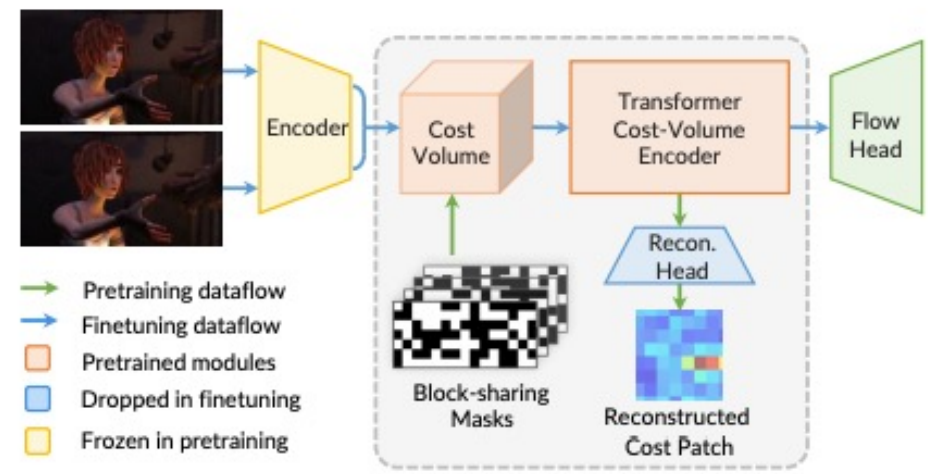 Encoder
Cost
Volume
Transformer
Cost-Volume
Encoder
Flow
Head
Recon.
Head
Block-sharing
Masks
Reconstructed
Cost Patch
Pretraining dataflow
Finetuning dataflow
Pretrained modules
Dropped in finetuning
Frozen in pretraining